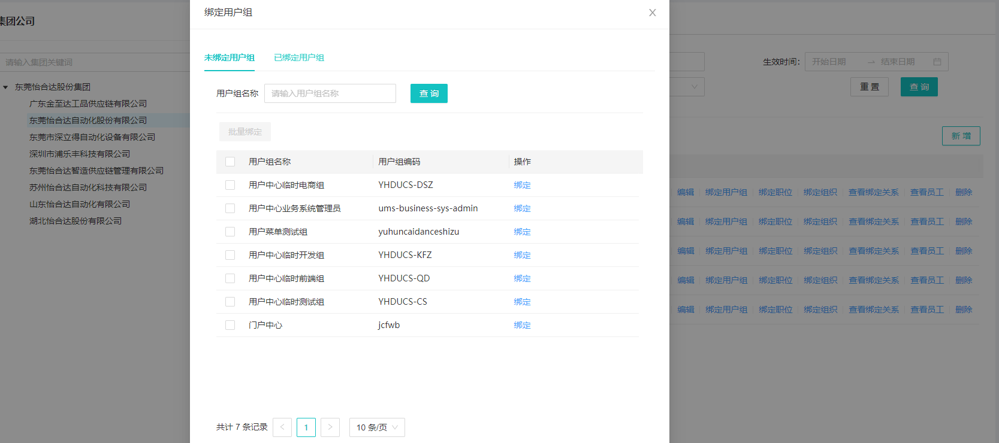 绑定用户组
集团公司
请输入集团关键词
东莞怡合达股份集团
广东金至达工品供应链有限公司
东莞怡合达自动化股份有限公司
东莞市深立得自动化设备有限公司
深圳市浦乐丰科技有限公司
东莞怡合达智造供应链管理有限公司
苏州怡合达自动化科技有限公司
山东怡合达自动化有限公司
湖北怡合达股份有限公司
未绑定用户组 已绑定用户组
用户组名称 请输入用户组名称 查 询
批量绑定
用户组名称 用户组编码 操作
用户中心临时电商组 YHDUCS-DSZ 绑定
用户中心业务系统管理员 ums-business-sys-admin 绑定
用户菜单测试组 yuhuncaidanceshizu 绑定
用户中心临时开发组 YHDUCS-KFZ 绑定
用户中心临时前端组 YHDUCS-QD 绑定
用户中心临时测试组 YHDUCS-CS 绑定
门户中心 jcfwb 绑定
共计 7 条记录 < 1 > 10 条/页
生效时间: 开始日期 → 结束日期
重 置 查 询
新 增
编辑 绑定用户组 绑定职位 绑定组织 查看绑定关系 查看员工 删除
编辑 绑定用户组 绑定职位 绑定组织 查看绑定关系 查看员工 删除
编辑 绑定用户组 绑定职位 绑定组织 查看绑定关系 查看员工 删除
编辑 绑定用户组 绑定职位 绑定组织 查看绑定关系 查看员工 删除
编辑 绑定用户组 绑定职位 绑定组织 查看绑定关系 查看员工 删除